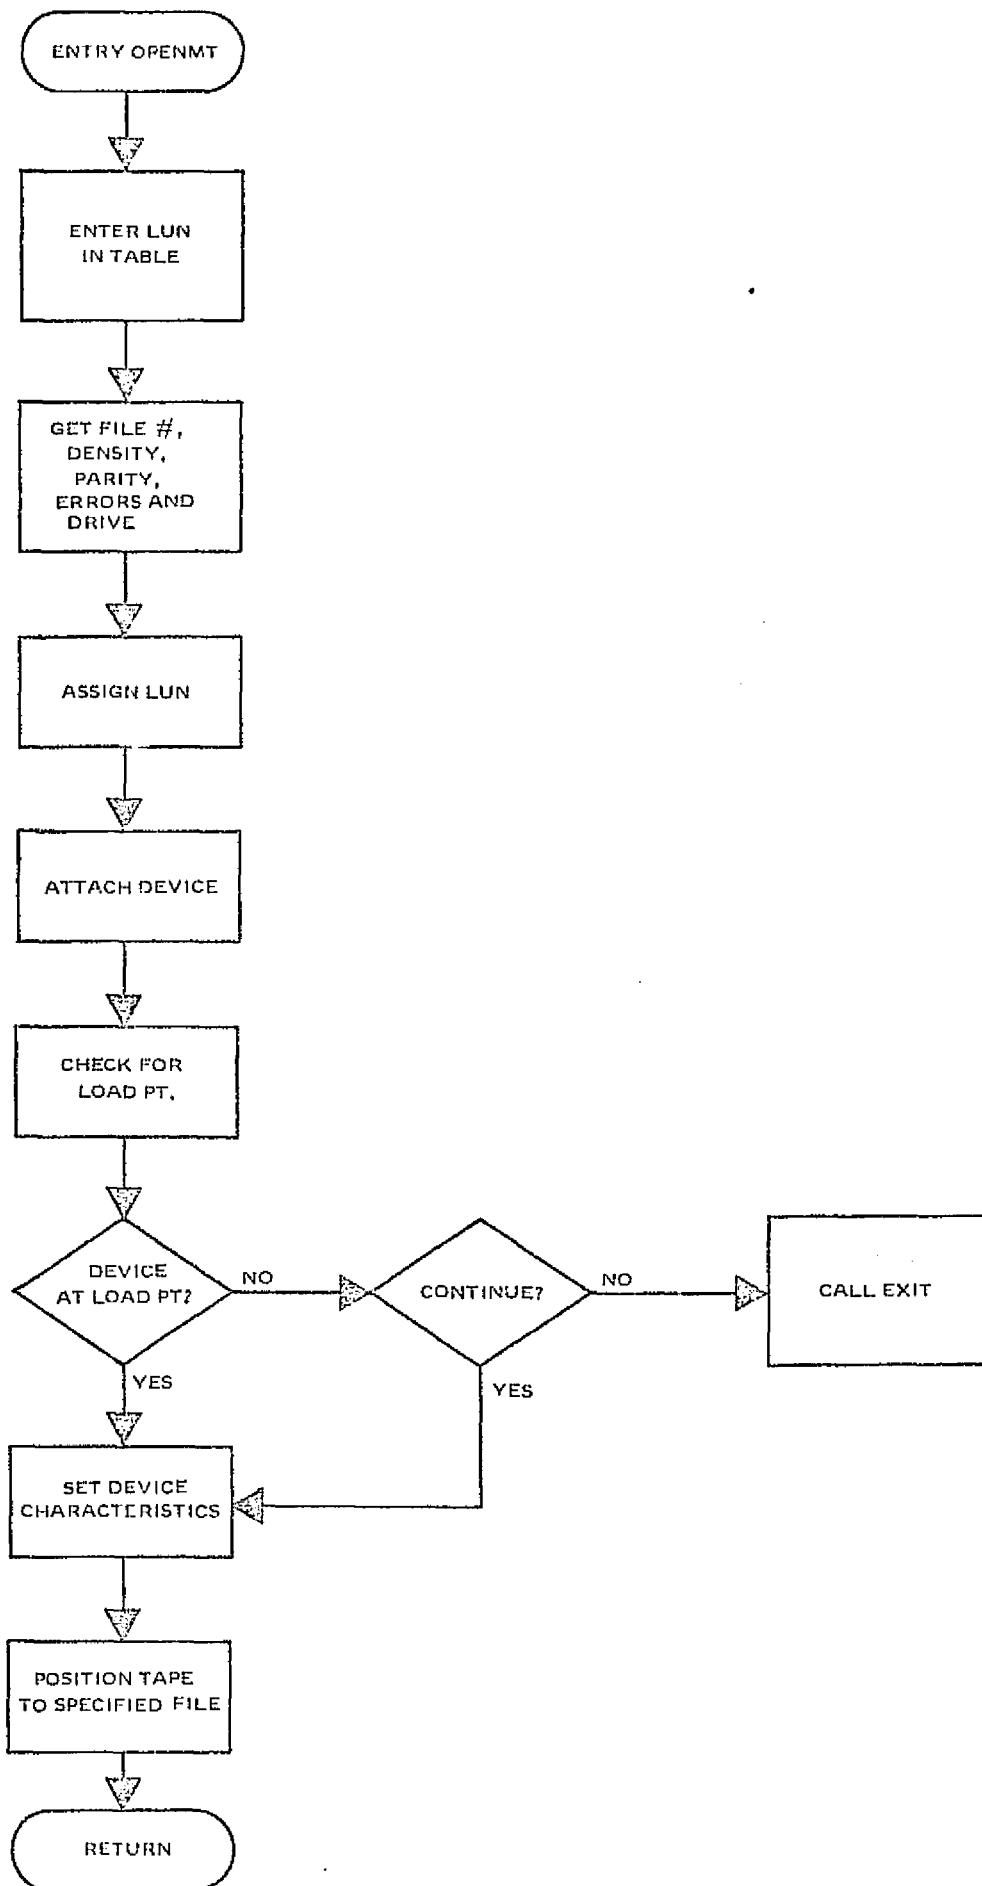 ENTRY OPENMT
ENTER LUN
IN TABLE
GET FILE #,
DENSITY,
PARITY,
ERRORS AND
DRIVE
ASSIGN LUN
ATTACH DEVICE
CHECK FOR
LOAD PT.
DEVICE
AT LOAD PT?
NO
CONTINUE?
NO
CALL EXIT
YES
YES
SET DEVICE
CHARACTERISTICS
POSITION TAPE
TO SPECIFIED FILE
RETURN